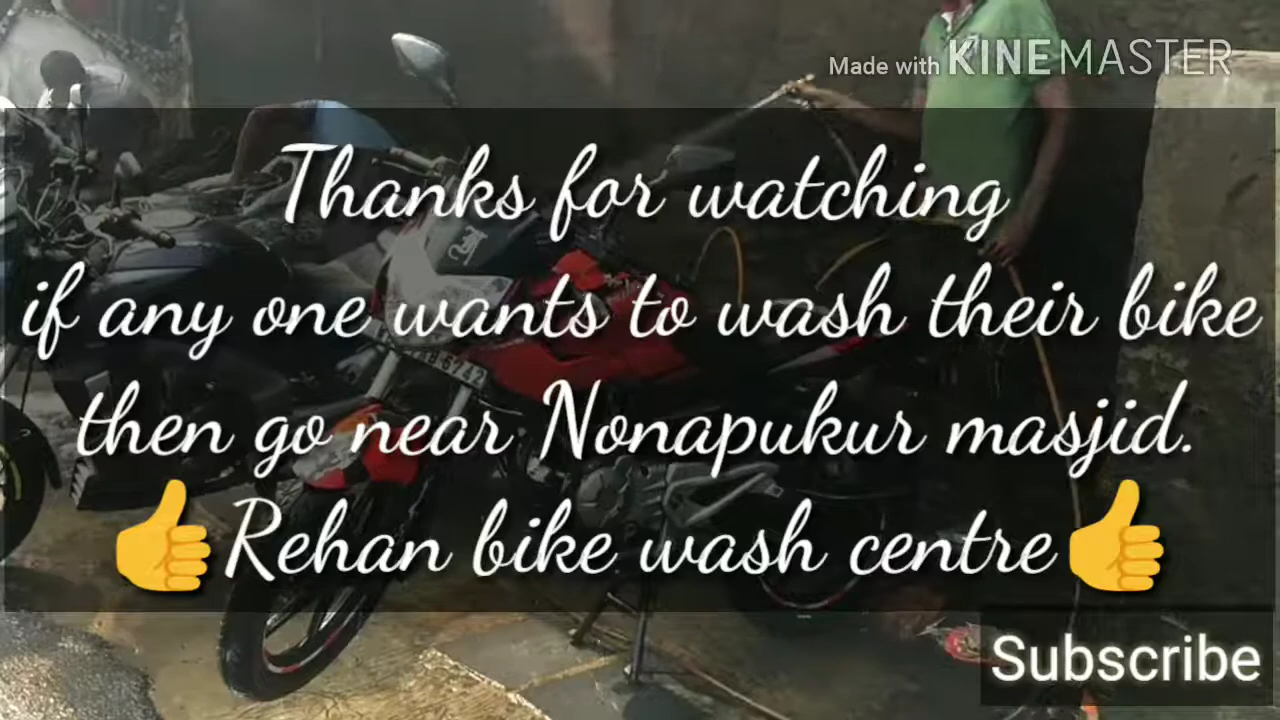 Made with KINEMASTER
Thanks for watching
if any one wants to wash their bike
then go near Nonapukur masjid.
👍Rehan bike wash centre👍
Subscribe